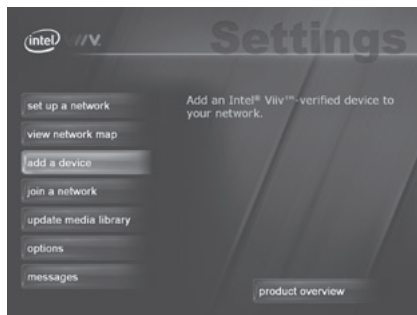 intel VIIV.
Settings
set up a network
view network map
add a device
join a network
update media library
options
messages
Add an Intel® Viiv™-verified device to
your network.
product overview